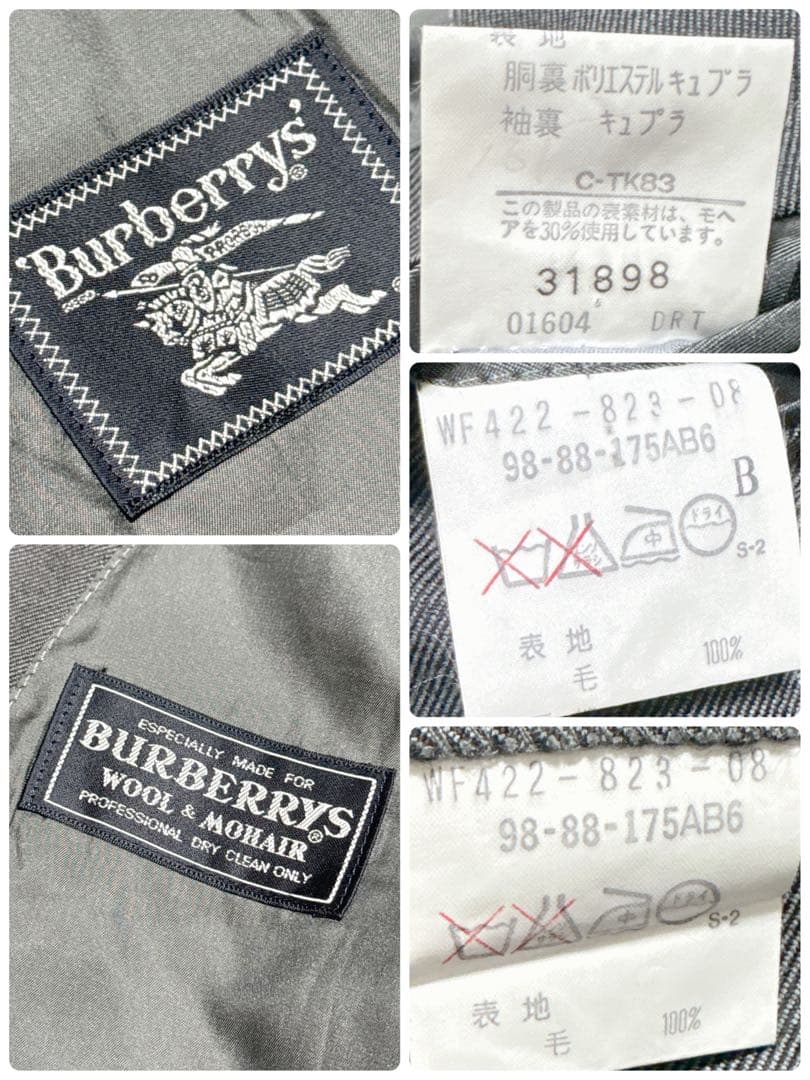 Burberrys'
REGD
®
ESPECIALLY MADE FOR
BURBERRYS®
WOOL & MOHAIR
PROFESSIONAL DRY CLEAN ONLY
表地
胴裏 ポリエステル キュプラ
袖裏 キュプラ
C-TK83
この製品の表素材は、モヘ
アを30%使用しています。
31898
01604 DRT
WF422-823-08
98-88-175AB6
B
中 ドライ
S-2
表地
毛 100%
WF422-823-08
98-88-175AB6
中 ドライ
S-2
表地
毛 100%